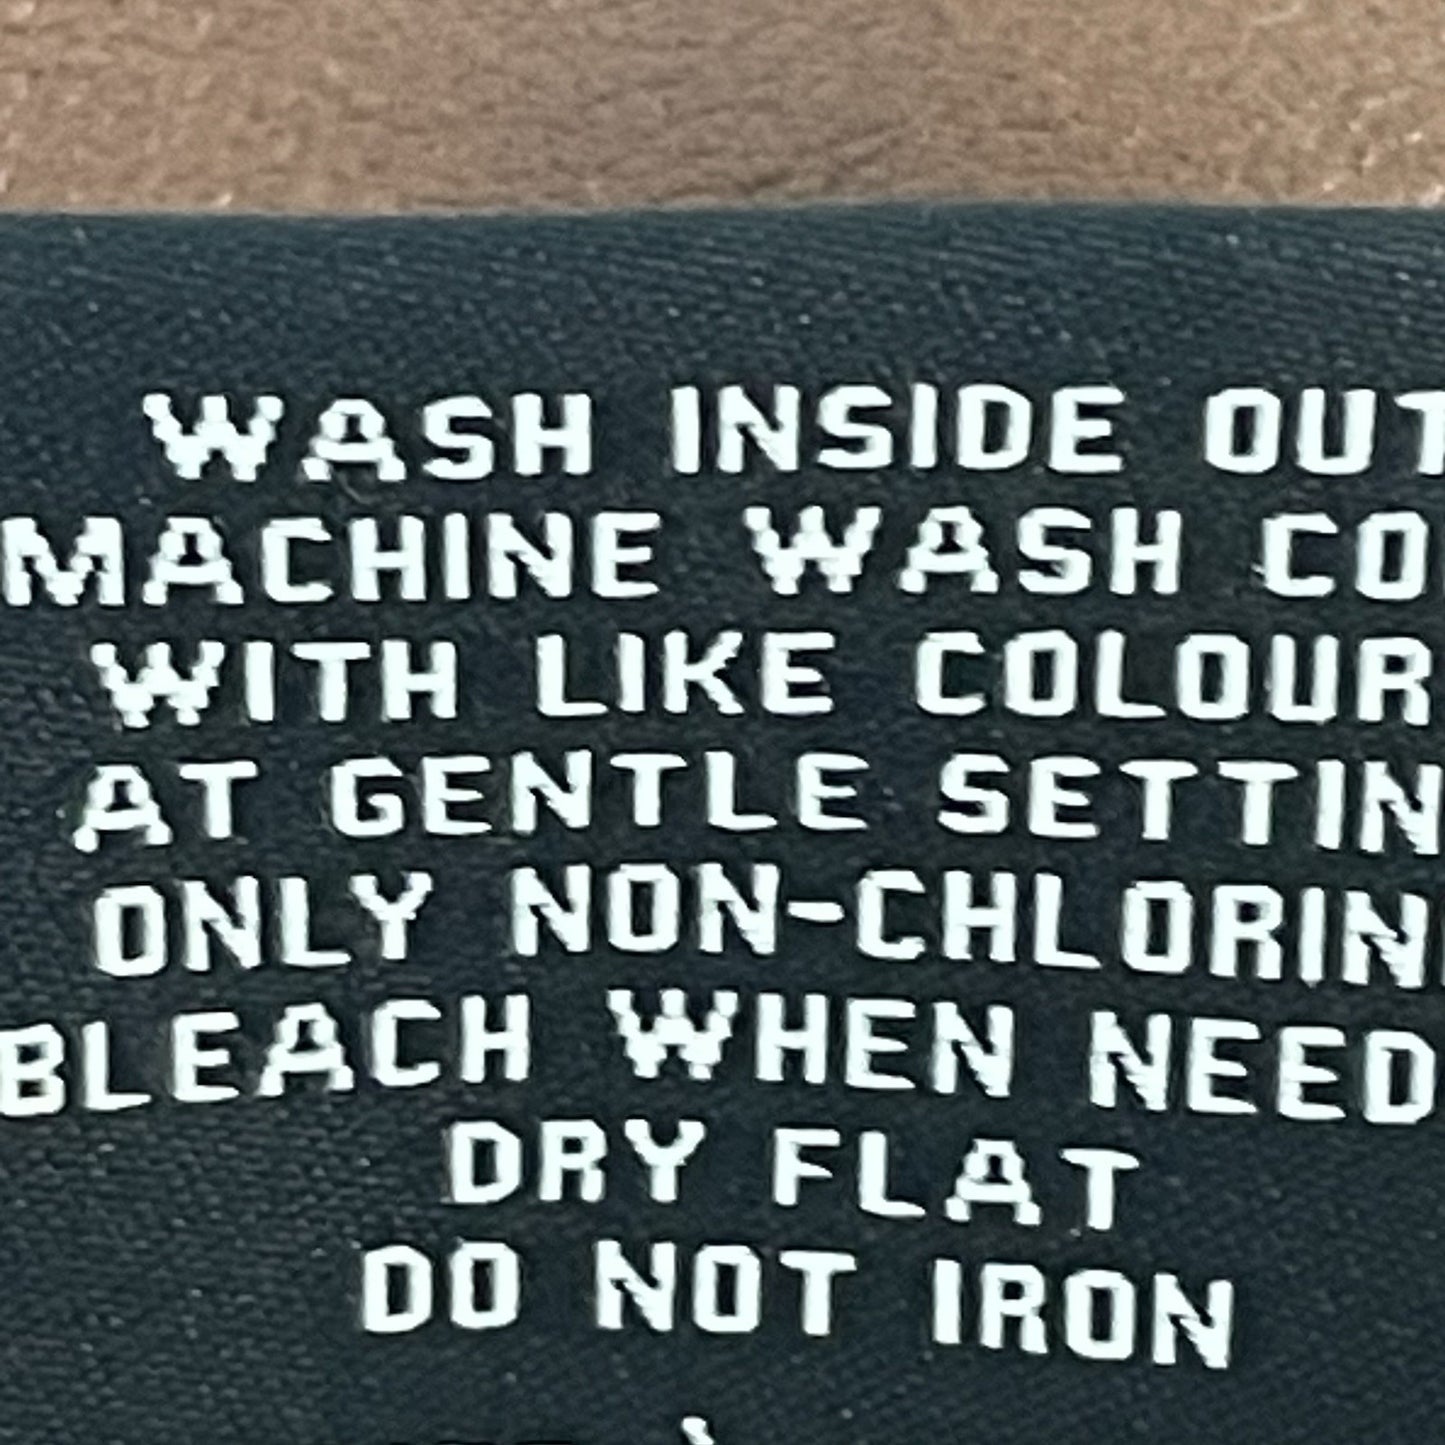 WASH INSIDE OUT
MACHINE WASH CO
WITH LIKE COLOUR
AT GENTLE SETTIN
ONLY NON-CHLORIN
BLEACH WHEN NEED
DRY FLAT
DO NOT IRON